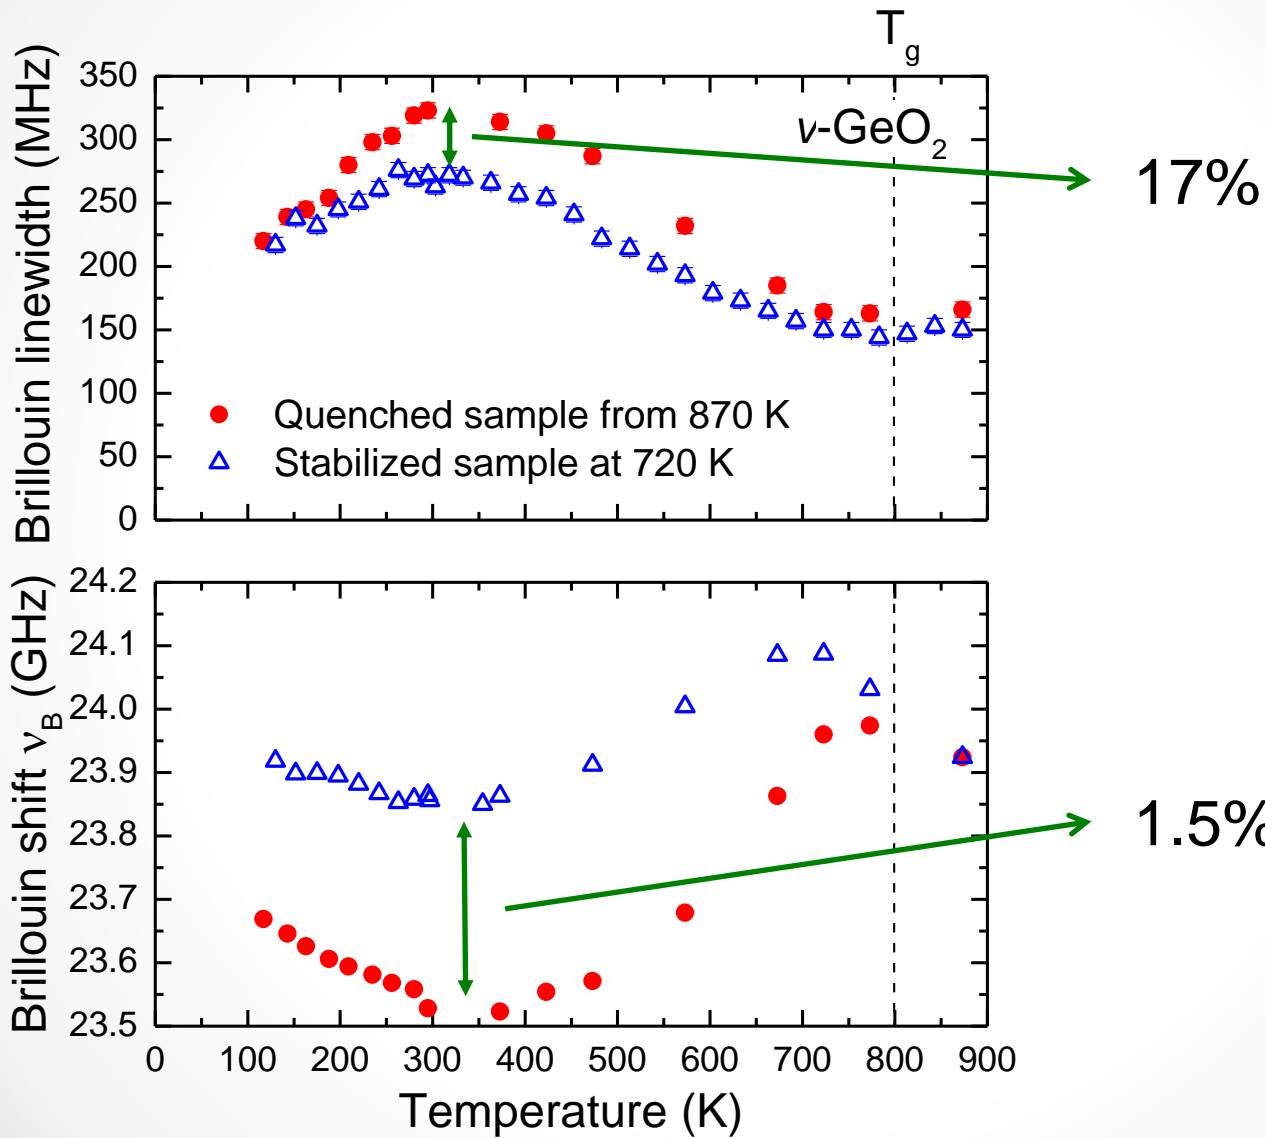 T_g
350
300
250
200
150
100
50
0
Brillouin linewidth (MHz)
ν-GeO_2
17%
Quenched sample from 870 K
Stabilized sample at 720 K
24.2
24.1
24.0
23.9
23.8
23.7
23.6
23.5
Brillouin shift ν_B (GHz)
1.5%
0 100 200 300 400 500 600 700 800 900
Temperature (K)